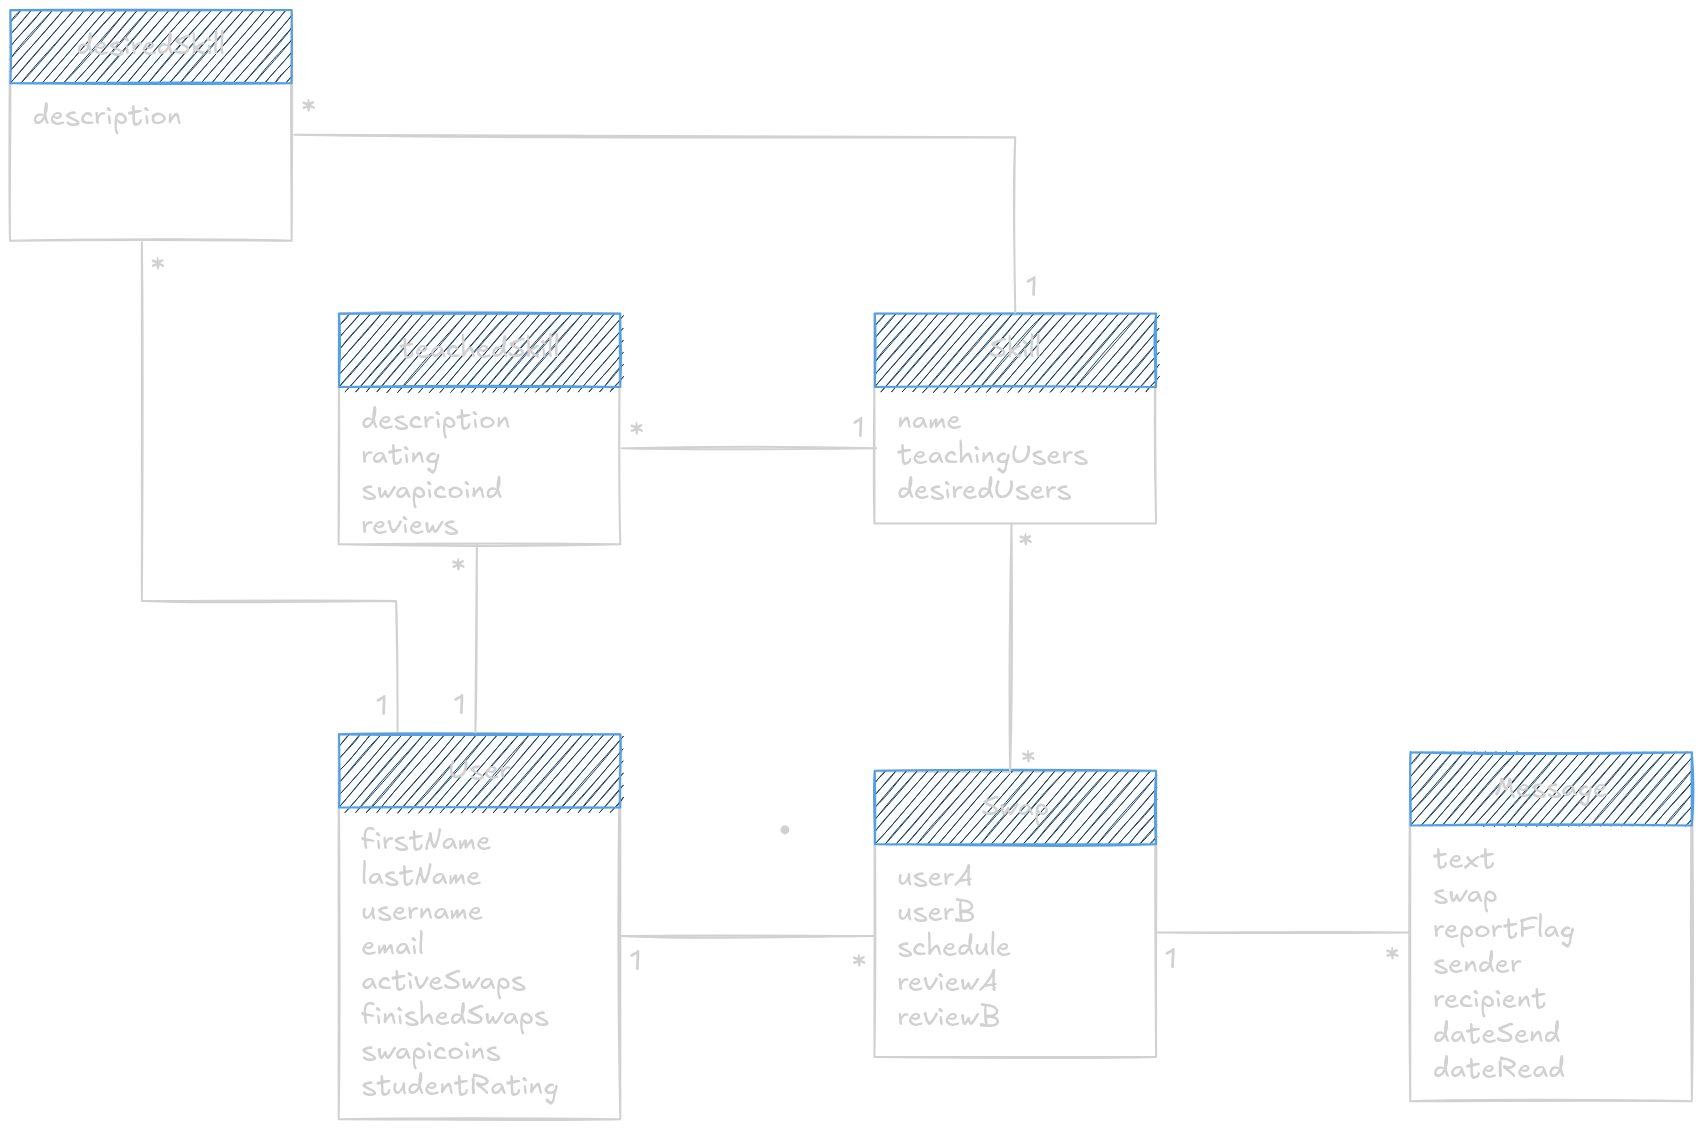 desiredSkill
description
*
*
1
teachedSkill
description
rating
swapicoind
reviews
*
1
*
Skill
name
teachingUsers
desiredUsers
*
*
1
1
User
firstName
lastName
username
email
activeSwaps
finishedSwaps
swapicoins
studentRating
1
*
Swap
userA
userB
schedule
reviewA
reviewB
1
*
Message
text
swap
reportFlag
sender
recipient
dateSend
dateRead